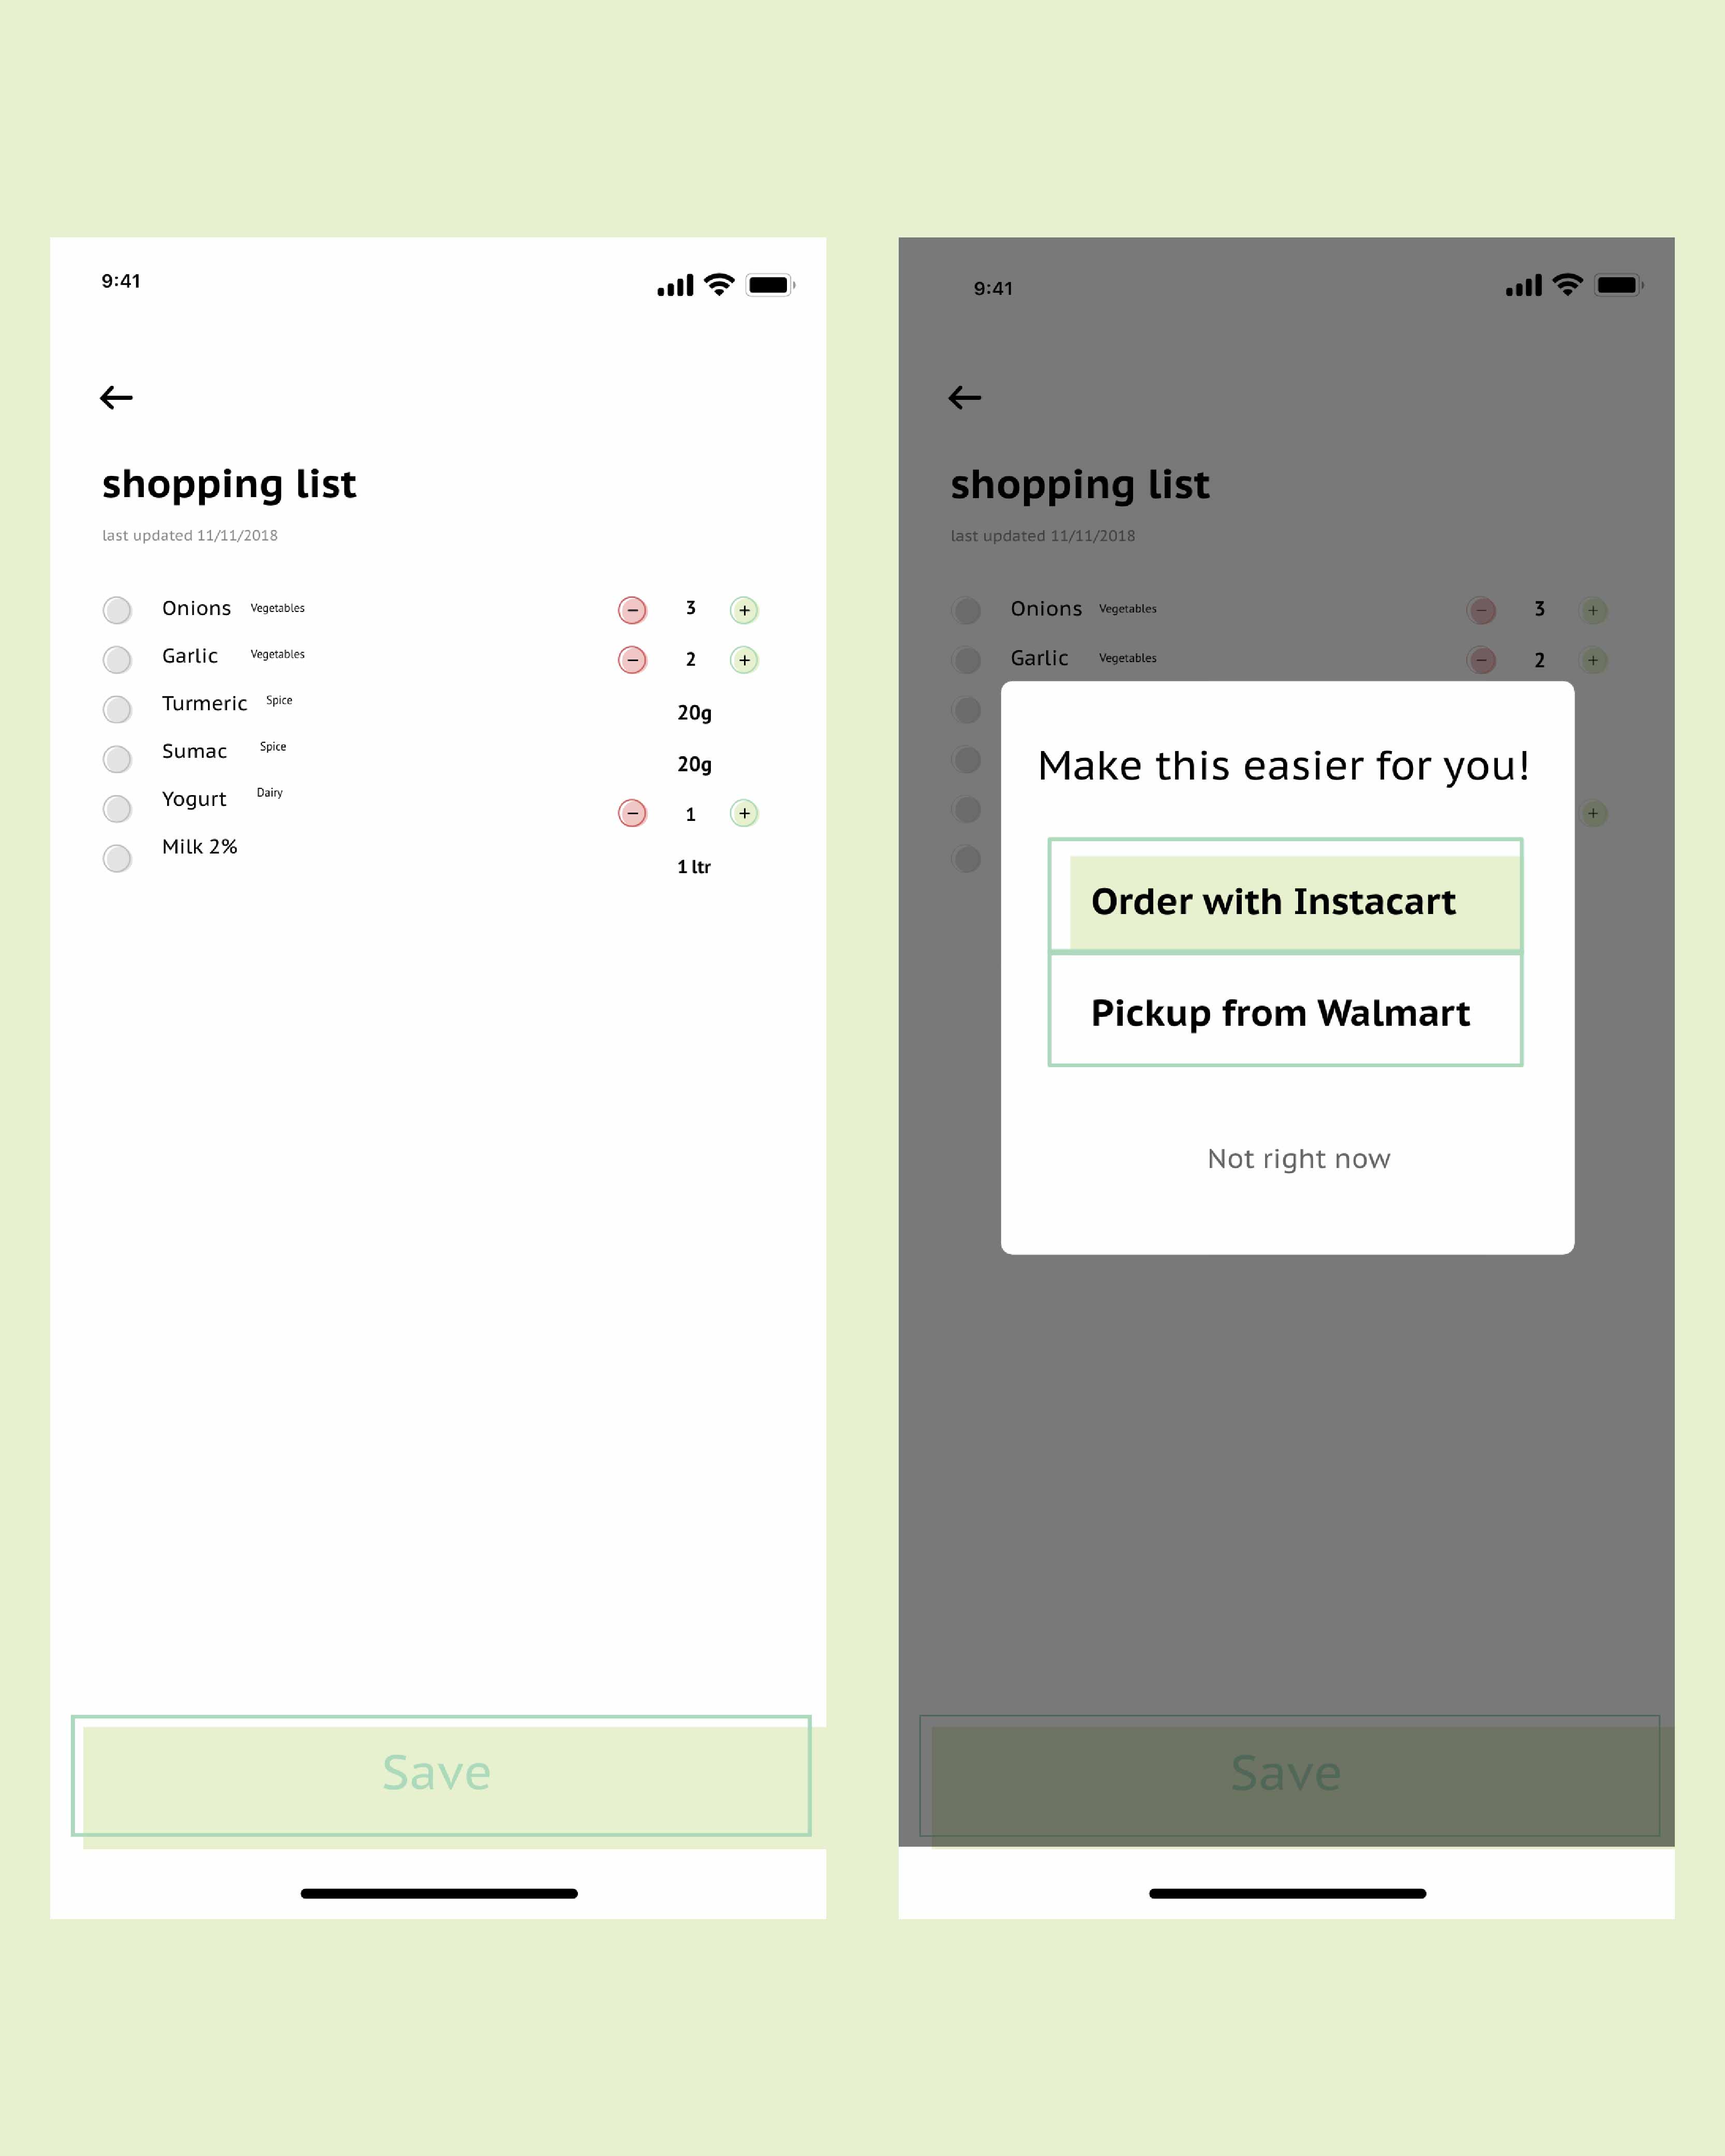 9:41
shopping list
last updated 11/11/2018
Onions Vegetables − 3 +
Garlic Vegetables − 2 +
Turmeric Spice 20g
Sumac Spice 20g
Yogurt Dairy − 1 +
Milk 2% 1 ltr
Save
9:41
shopping list
last updated 11/11/2018
Onions Vegetables − 3 +
Garlic Vegetables − 2 +
Make this easier for you!
+
Order with Instacart
Pickup from Walmart
Not right now
Save